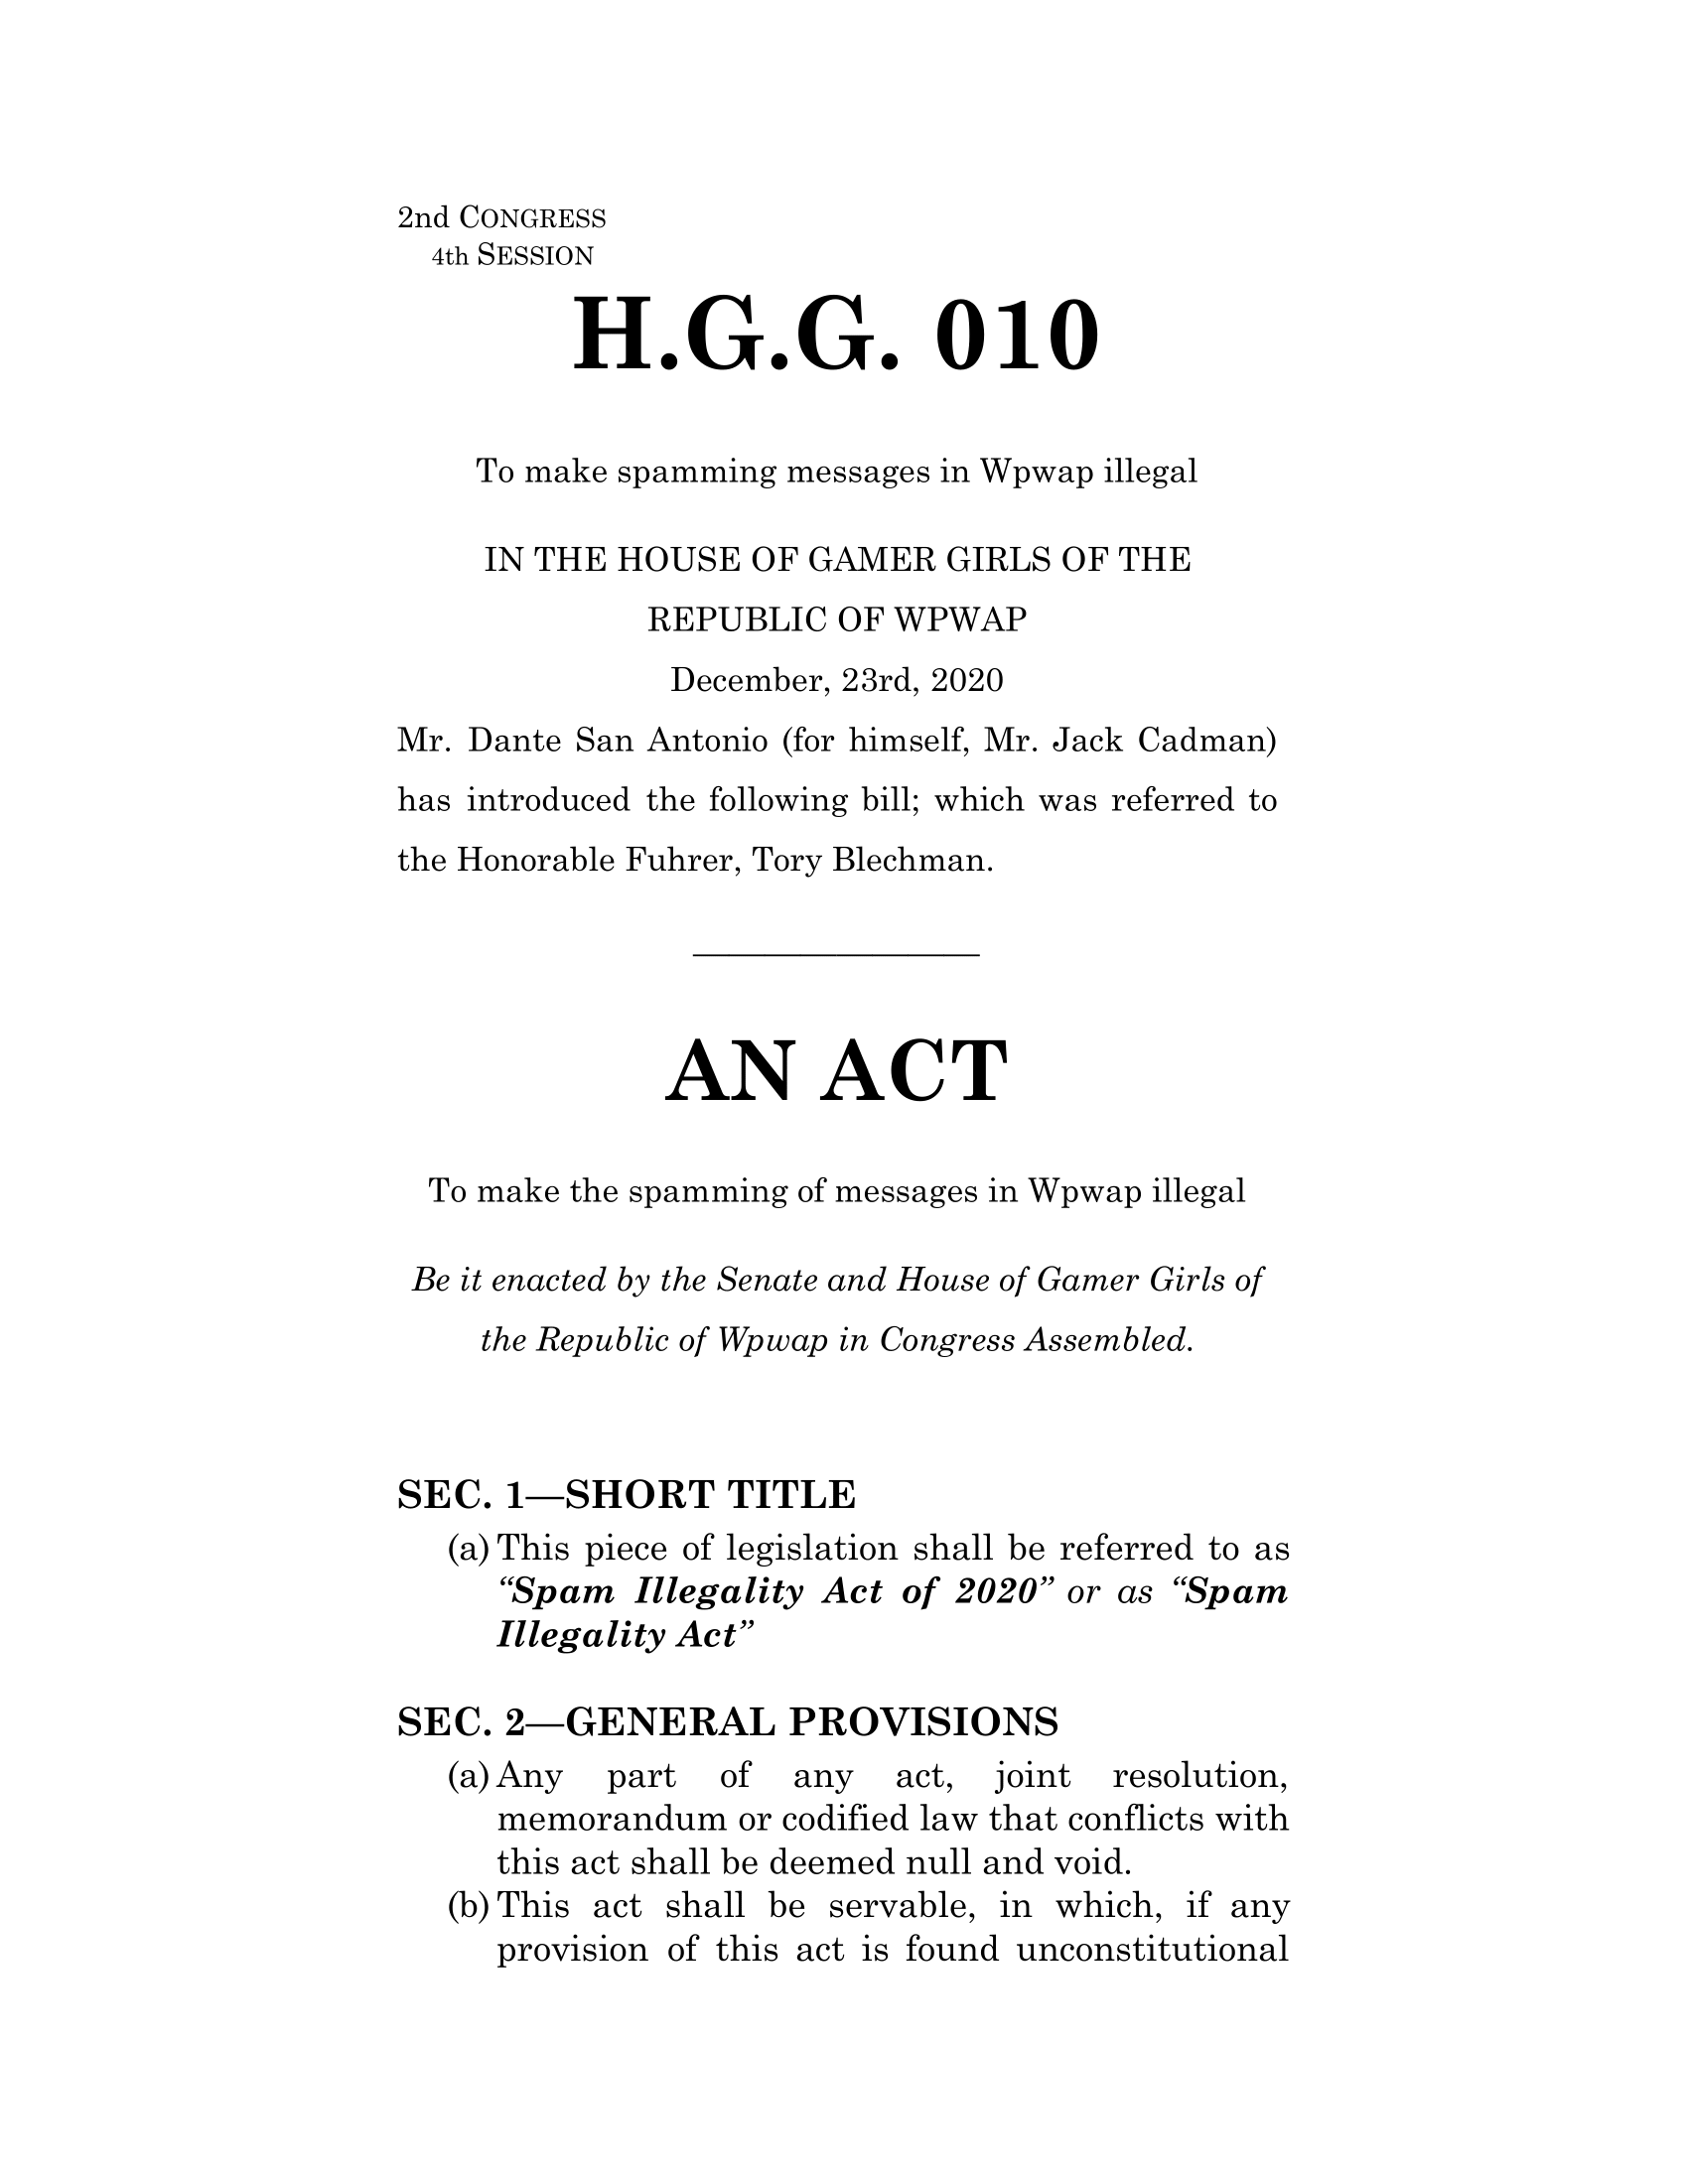 2nd CONGRESS
4th SESSION
H.G.G. 010
To make spamming messages in Wpwap illegal
IN THE HOUSE OF GAMER GIRLS OF THE
REPUBLIC OF WPWAP
December, 23rd, 2020
Mr. Dante San Antonio (for himself, Mr. Jack Cadman)
has introduced the following bill; which was referred to
the Honorable Fuhrer, Tory Blechman.
AN ACT
To make the spamming of messages in Wpwap illegal
Be it enacted by the Senate and House of Gamer Girls of
the Republic of Wpwap in Congress Assembled.
SEC. 1—SHORT TITLE
(a) This piece of legislation shall be referred to as
“Spam Illegality Act of 2020” or as “Spam
Illegality Act”
SEC. 2—GENERAL PROVISIONS
(a) Any part of any act, joint resolution,
memorandum or codified law that conflicts with
this act shall be deemed null and void.
(b) This act shall be servable, in which, if any
provision of this act is found unconstitutional